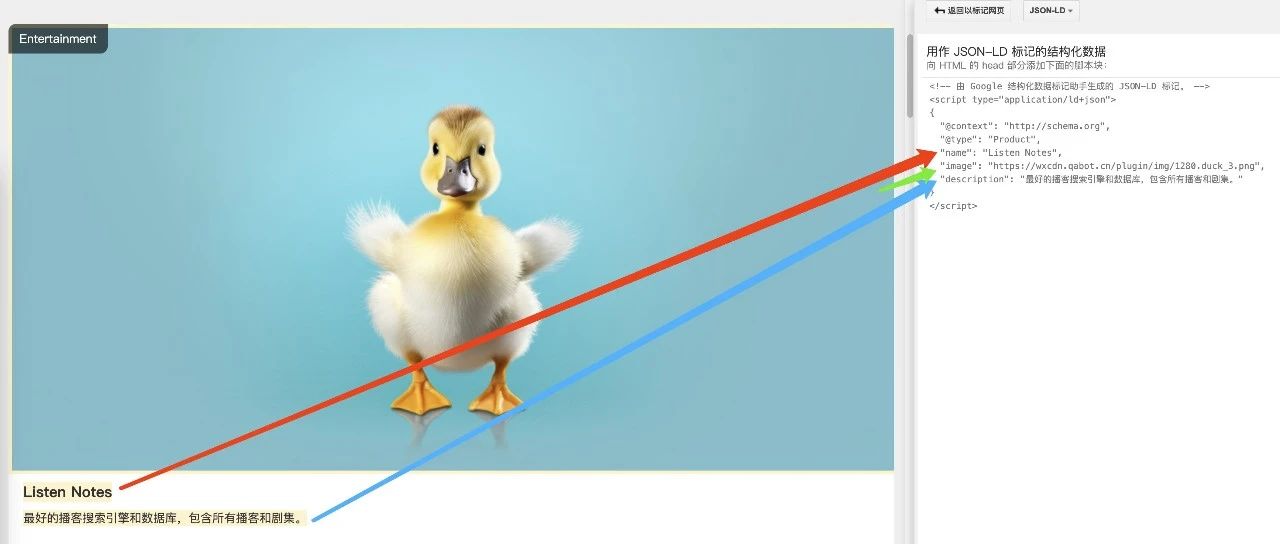 Entertainment
Listen Notes
最好的播客搜索引擎和数据库，包含所有播客和剧集。
返回以标记网页
JSON-LD
用作 JSON-LD 标记的结构化数据
向 HTML 的 head 部分添加下面的脚本块：
<!-- 由 Google 结构化数据标记助手生成的 JSON-LD 标记。 -->
<script type="application/ld+json">
{
"@context": "http://schema.org",
"@type": "Product",
"name": "Listen Notes",
"image": "https://wxcdn.qabot.cn/plugin/img/1280.duck_3.png",
"description": "最好的播客搜索引擎和数据库，包含所有播客和剧集。"
}
</script>